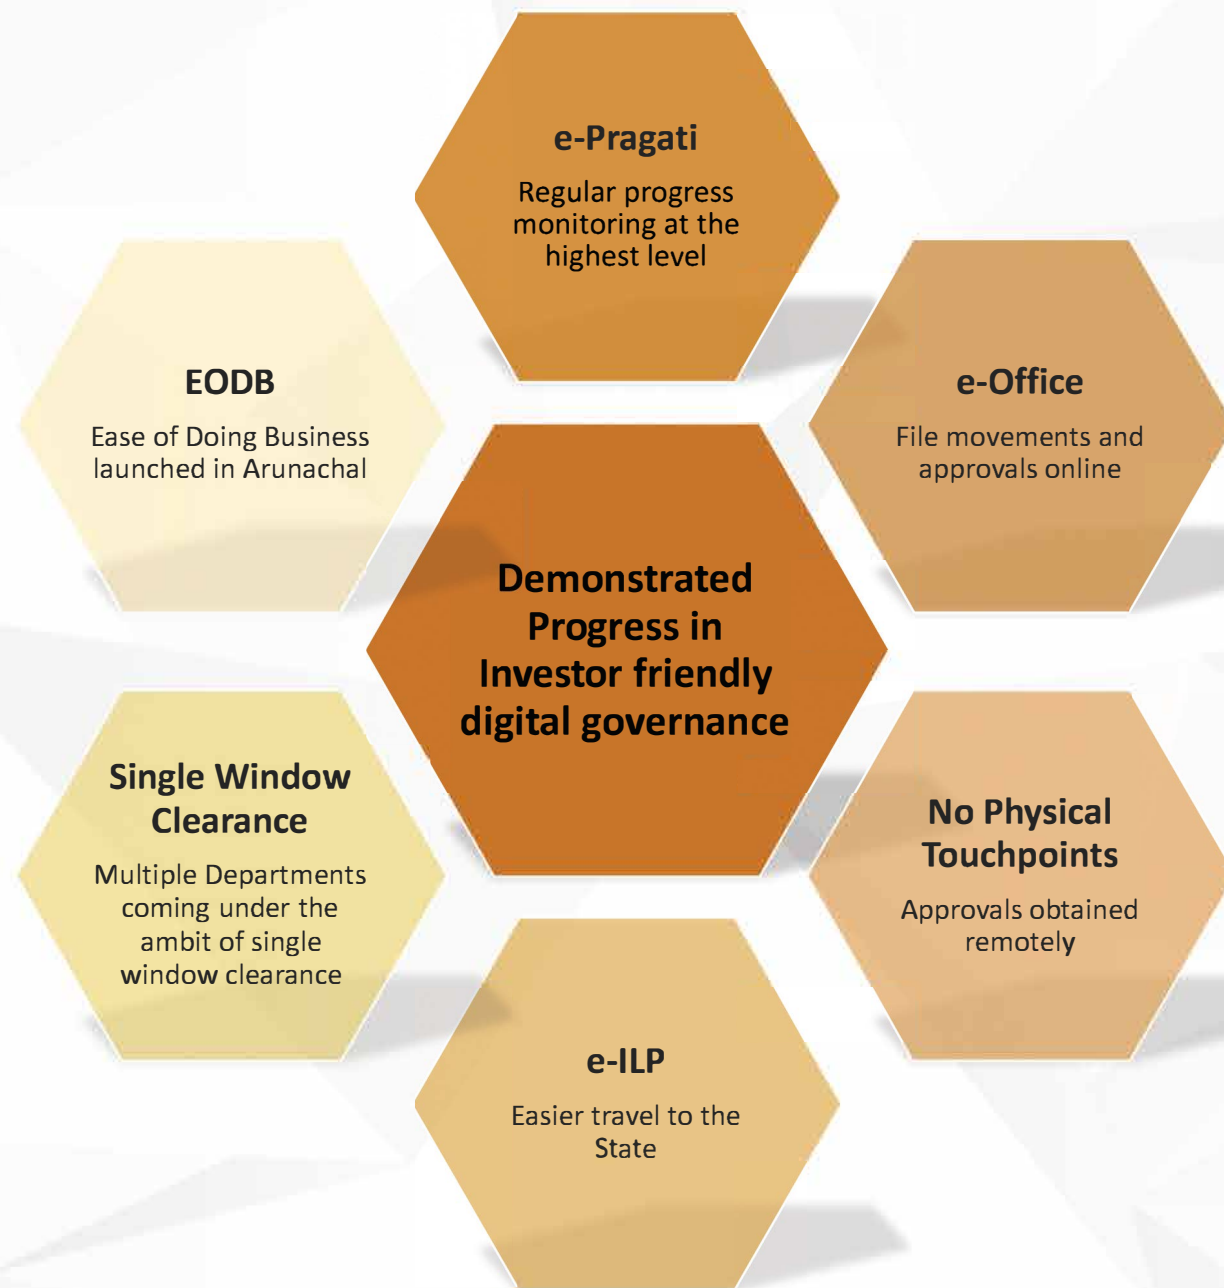 e-Pragati
Regular progress
monitoring at the
highest level
EODB
Ease of Doing Business
launched in Arunachal
e-Office
File movements and
approvals online
Demonstrated
Progress in
Investor friendly
digital governance
Single Window
Clearance
Multiple Departments
coming under the
ambit of single
window clearance
No Physical
Touchpoints
Approvals obtained
remotely
e-ILP
Easier travel to the
State